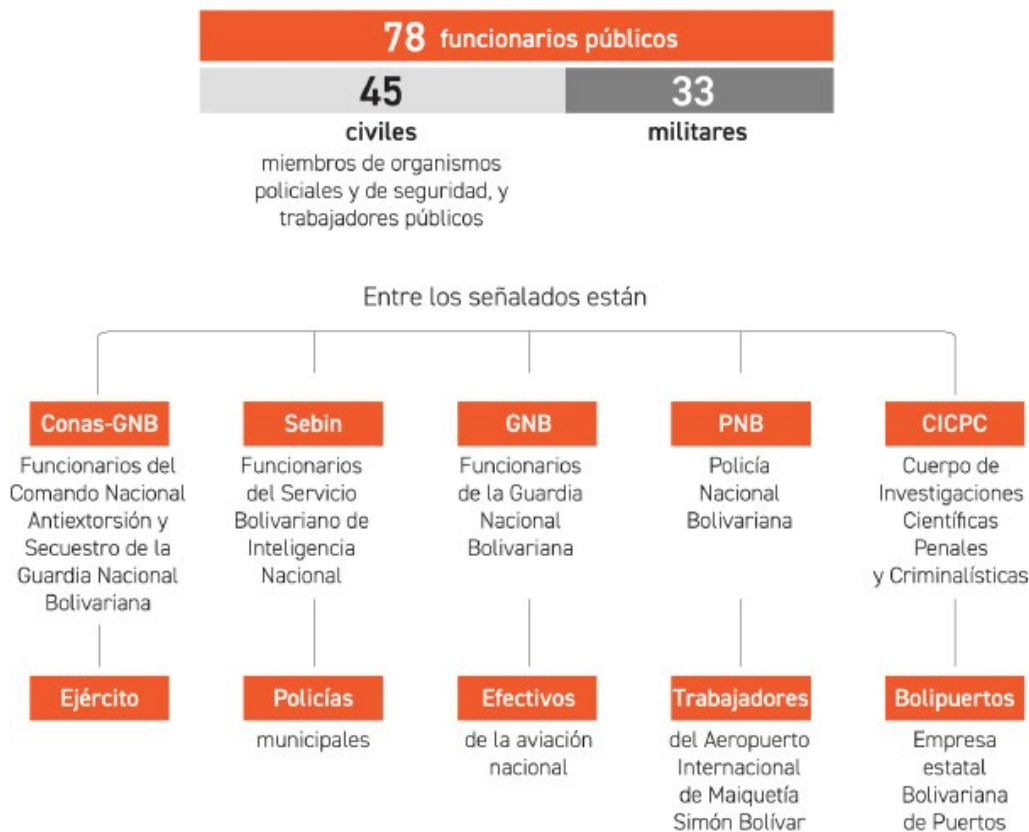 78 funcionarios públicos
45
civiles
miembros de organismos
policiales y de seguridad, y
trabajadores públicos
33
militares
Entre los señalados están
Conas-GNB
Funcionarios del
Comando Nacional
Antiextorsión y
Secuestro de la
Guardia Nacional
Bolivariana
Sebin
Funcionarios
del Servicio
Bolivariano de
Inteligencia
Nacional
GNB
Funcionarios
de la Guardia
Nacional
Bolivariana
PNB
Policía
Nacional
Bolivariana
CICPC
Cuerpo de
Investigaciones
Científicas
Penales
y Criminalísticas
Ejército
Policías
municipales
Efectivos
de la aviación
nacional
Trabajadores
del Aeropuerto
Internacional
de Maiquetía
Simón Bolívar
Bolipuertos
Empresa
estatal
Bolivariana
de Puertos